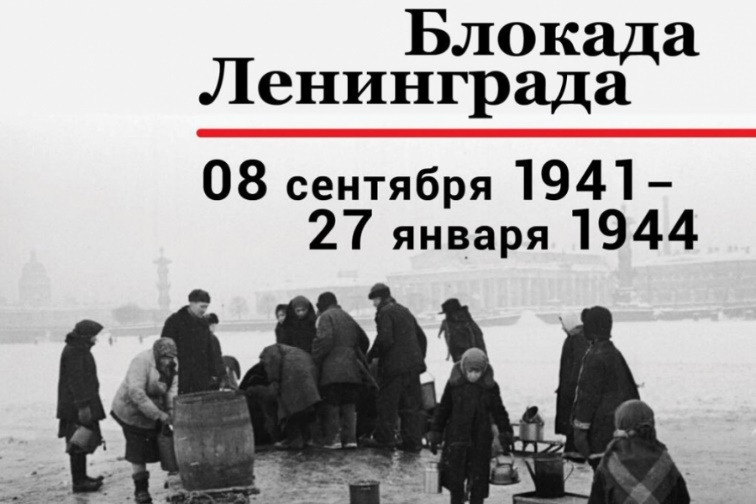 Блокада
Ленинграда
08 сентября 1941–
27 января 1944